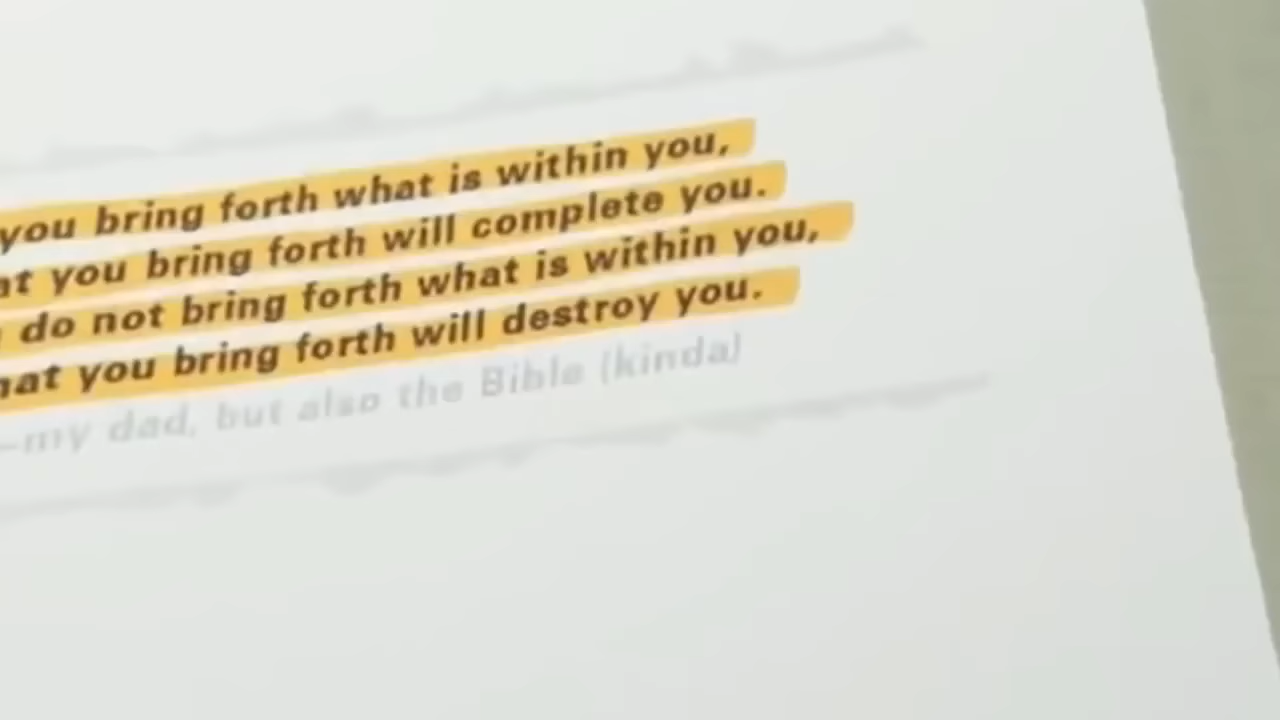 you bring forth what is within you,
at you bring forth will complete you.
do not bring forth what is within you,
hat you bring forth will destroy you.
—my dad, but also the Bible (kinda)